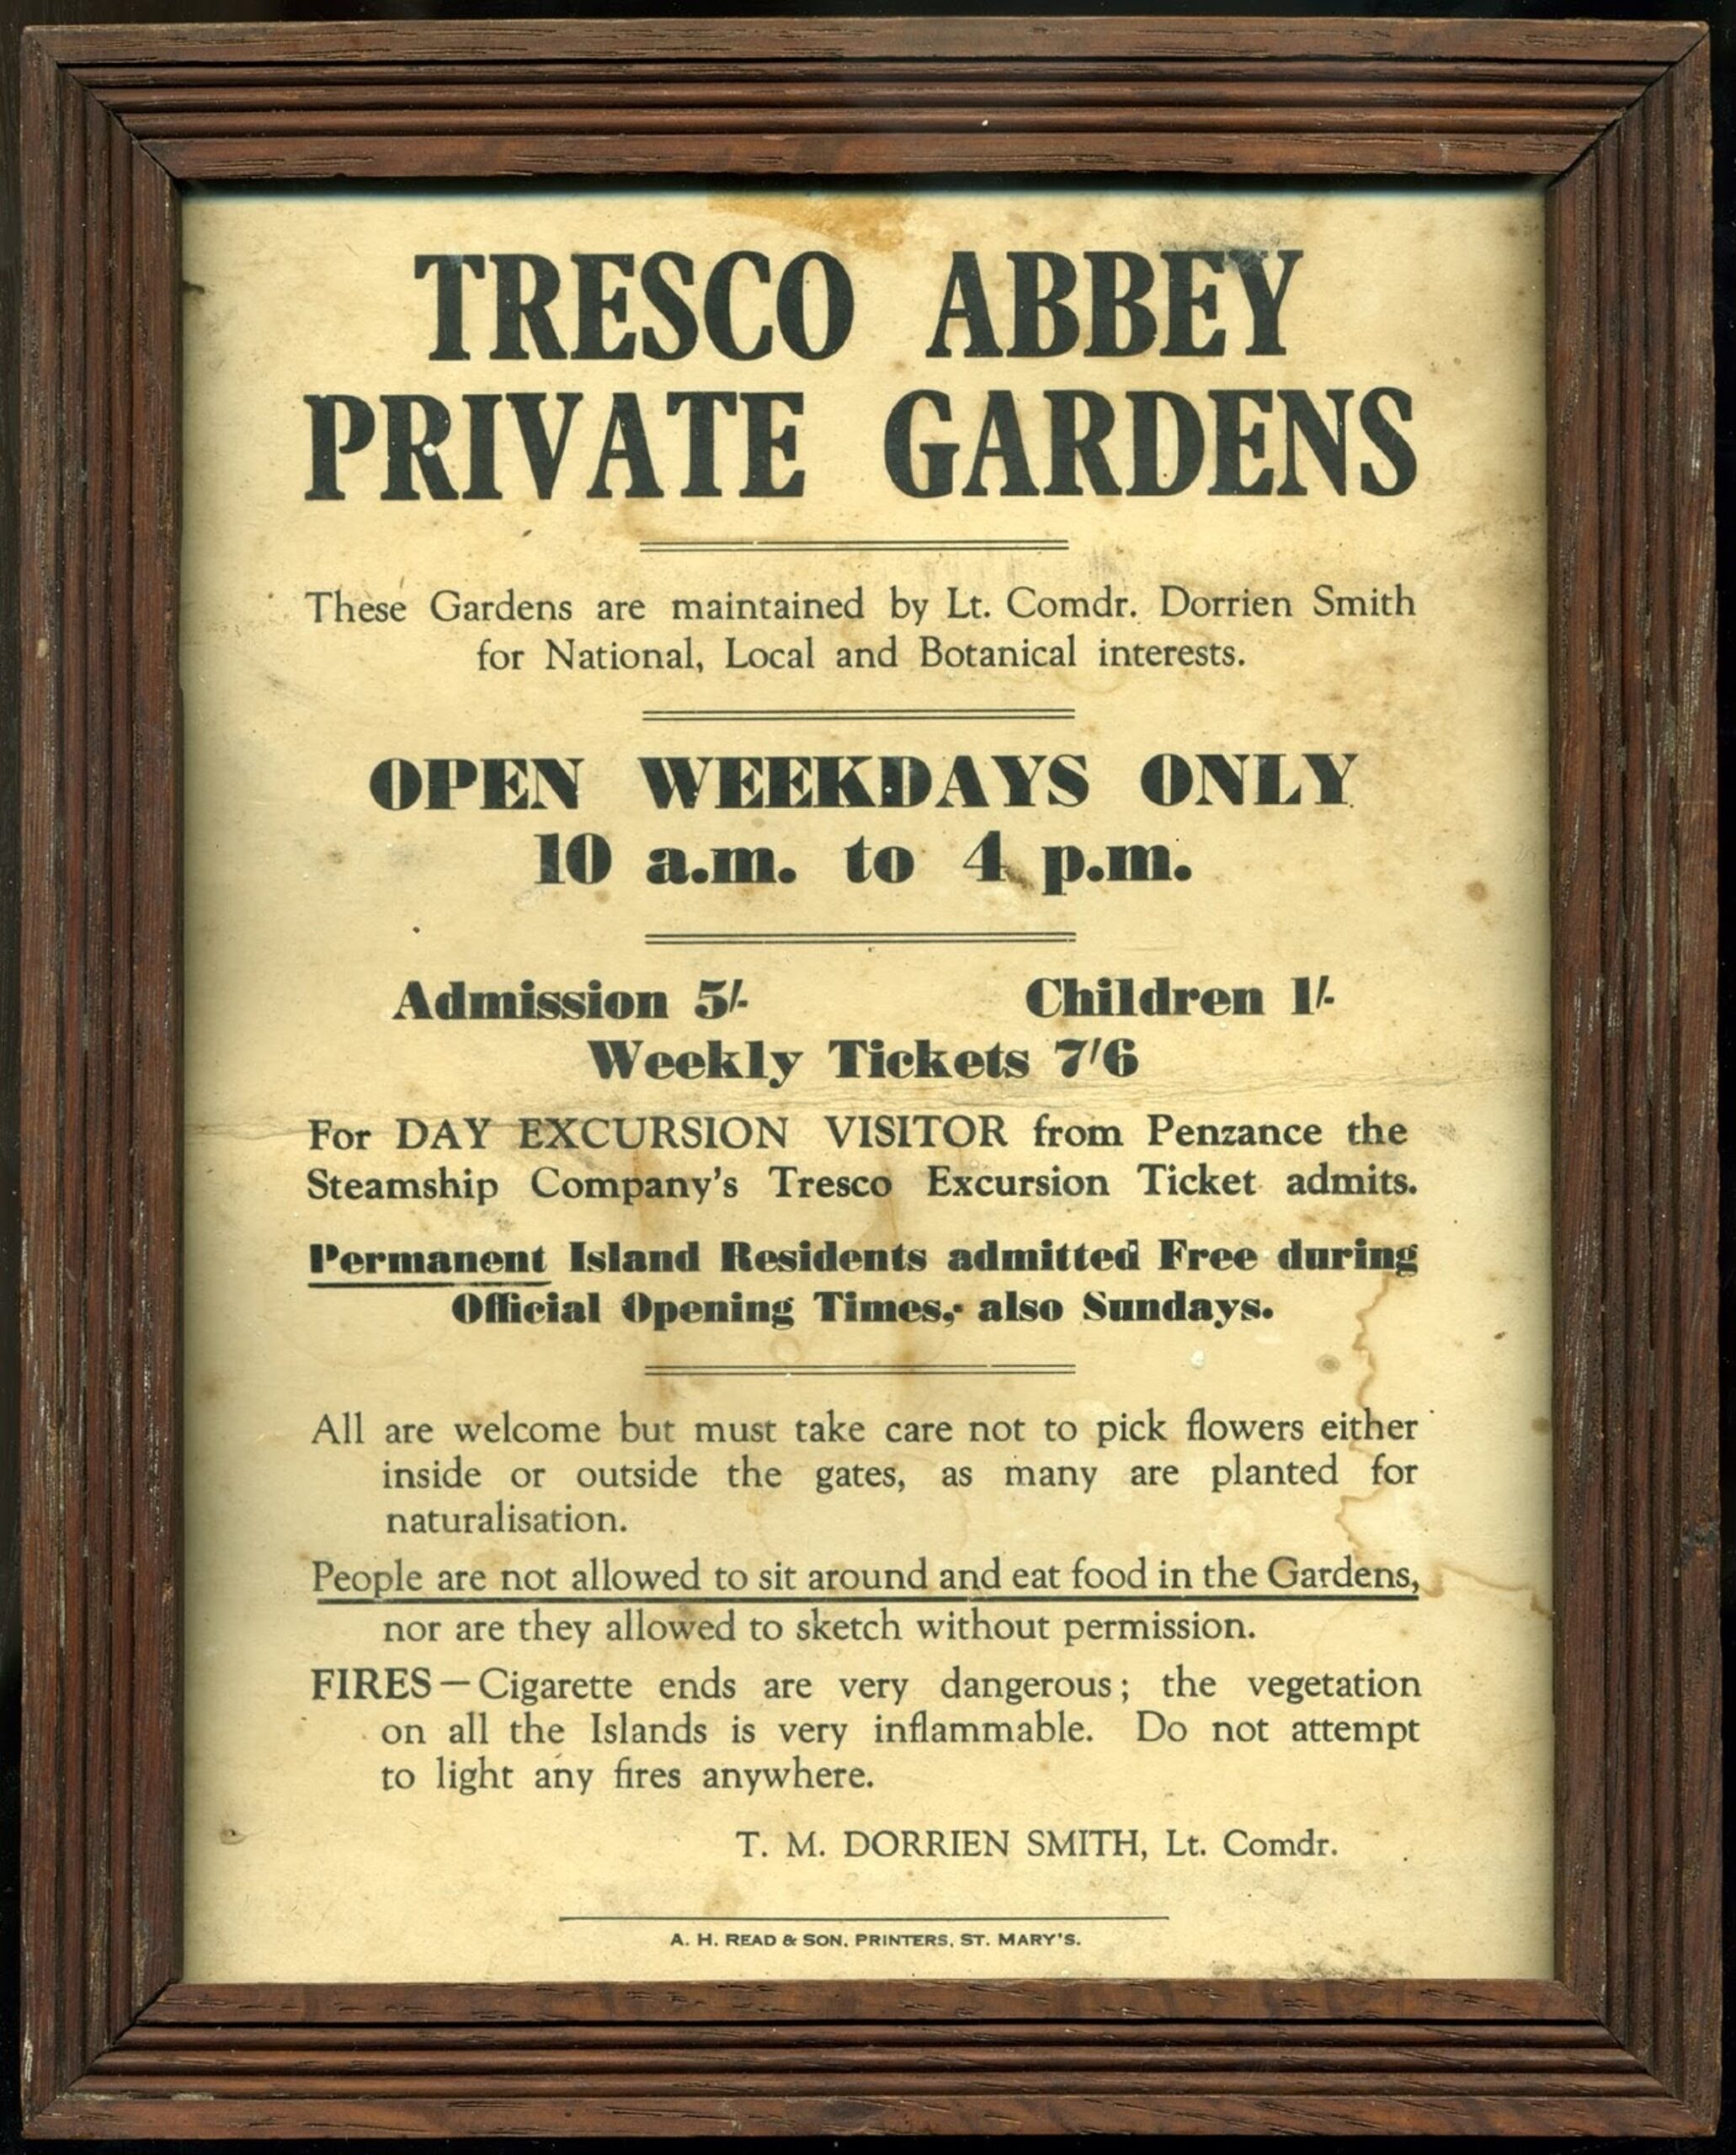 TRESCO ABBEY
PRIVATE GARDENS
These Gardens are maintained by Lt. Comdr. Dorrien Smith
for National, Local and Botanical interests.
OPEN WEEKDAYS ONLY
10 a.m. to 4 p.m.
Admission 5/- Children 1/-
Weekly Tickets 7/6
For DAY EXCURSION VISITOR from Penzance the
Steamship Company's Tresco Excursion Ticket admits.
Permanent Island Residents admitted Free during
Official Opening Times,- also Sundays.
All are welcome but must take care not to pick flowers either
inside or outside the gates, as many are planted for
naturalisation.
People are not allowed to sit around and eat food in the Gardens,
nor are they allowed to sketch without permission.
FIRES—Cigarette ends are very dangerous; the vegetation
on all the Islands is very inflammable. Do not attempt
to light any fires anywhere.
T. M. DORRIEN SMITH, Lt. Comdr.
A. H. READ & SON, PRINTERS, ST. MARY'S.